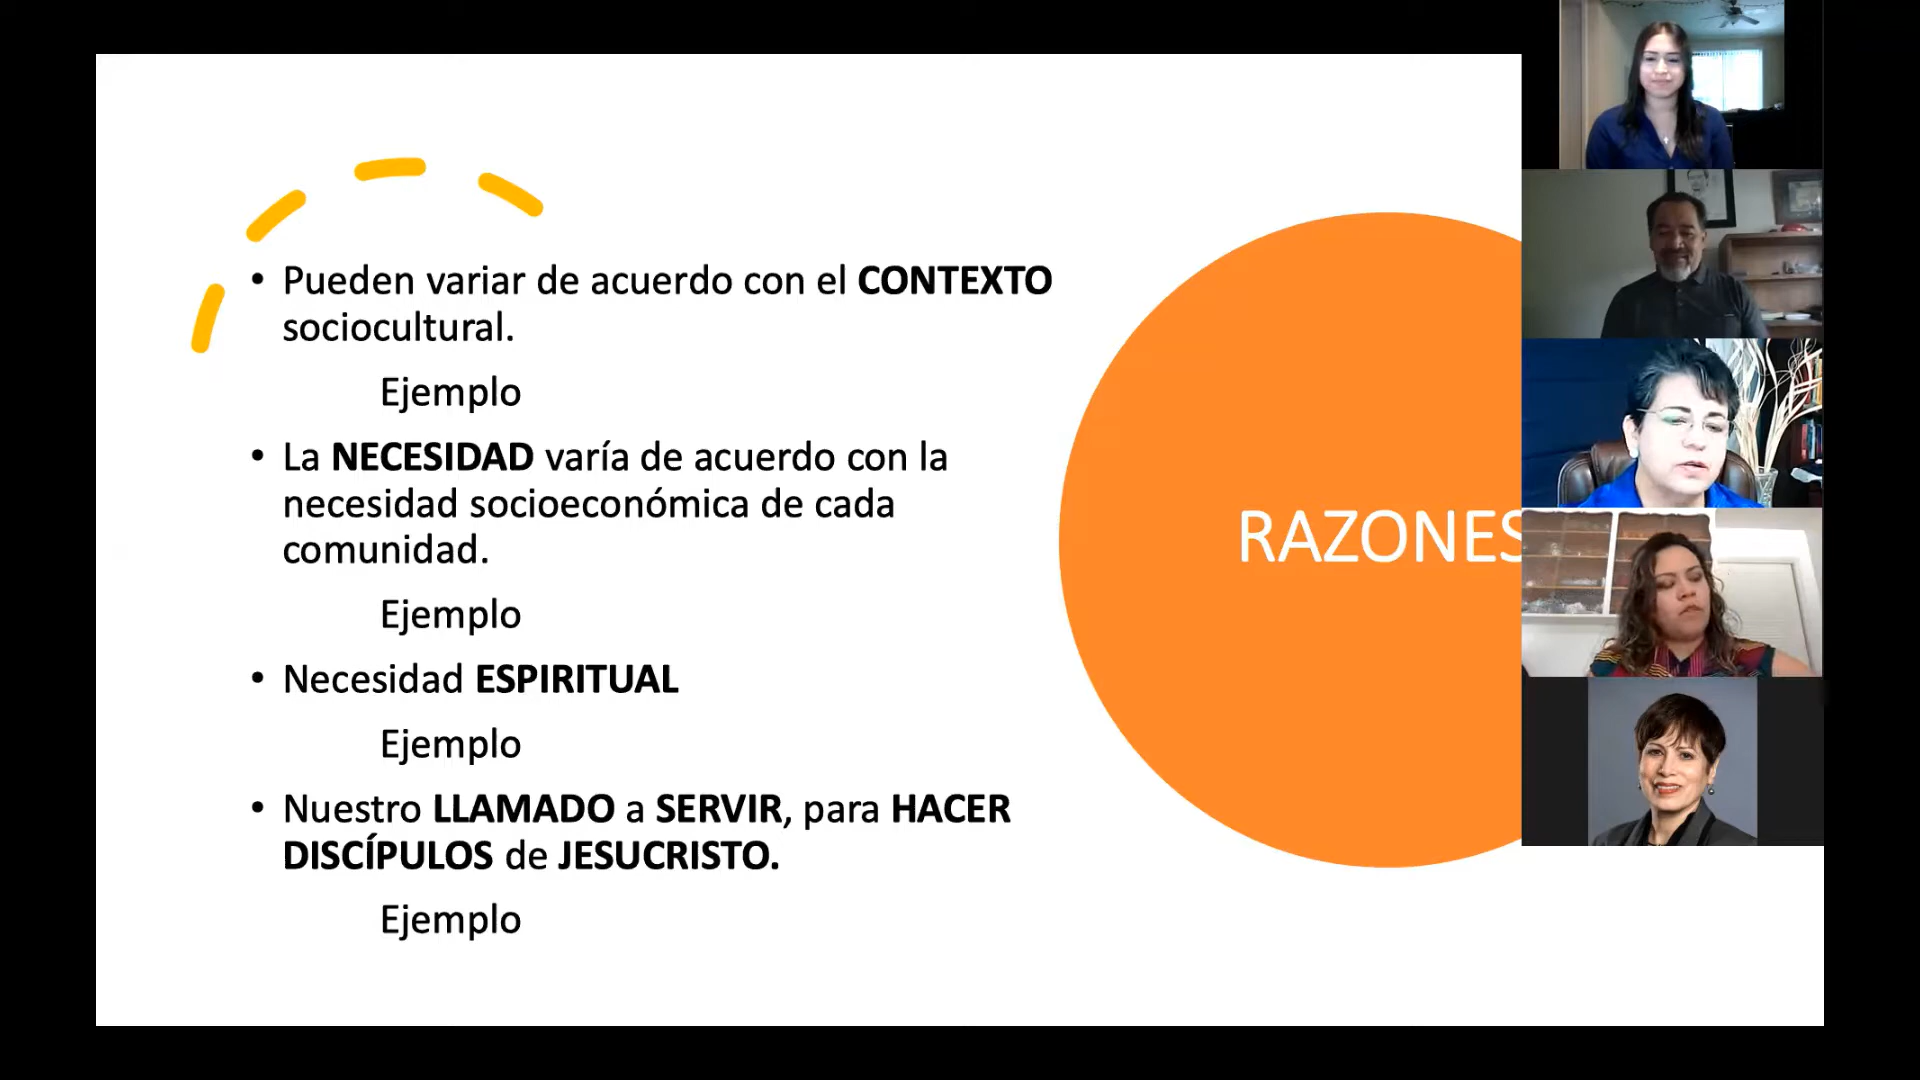 • Pueden variar de acuerdo con el CONTEXTO
sociocultural.
Ejemplo
• La NECESIDAD varía de acuerdo con la
necesidad socioeconómica de cada
comunidad.
Ejemplo
• Necesidad ESPIRITUAL
Ejemplo
• Nuestro LLAMADO a SERVIR, para HACER
DISCÍPULOS de JESUCRISTO.
Ejemplo
RAZONES